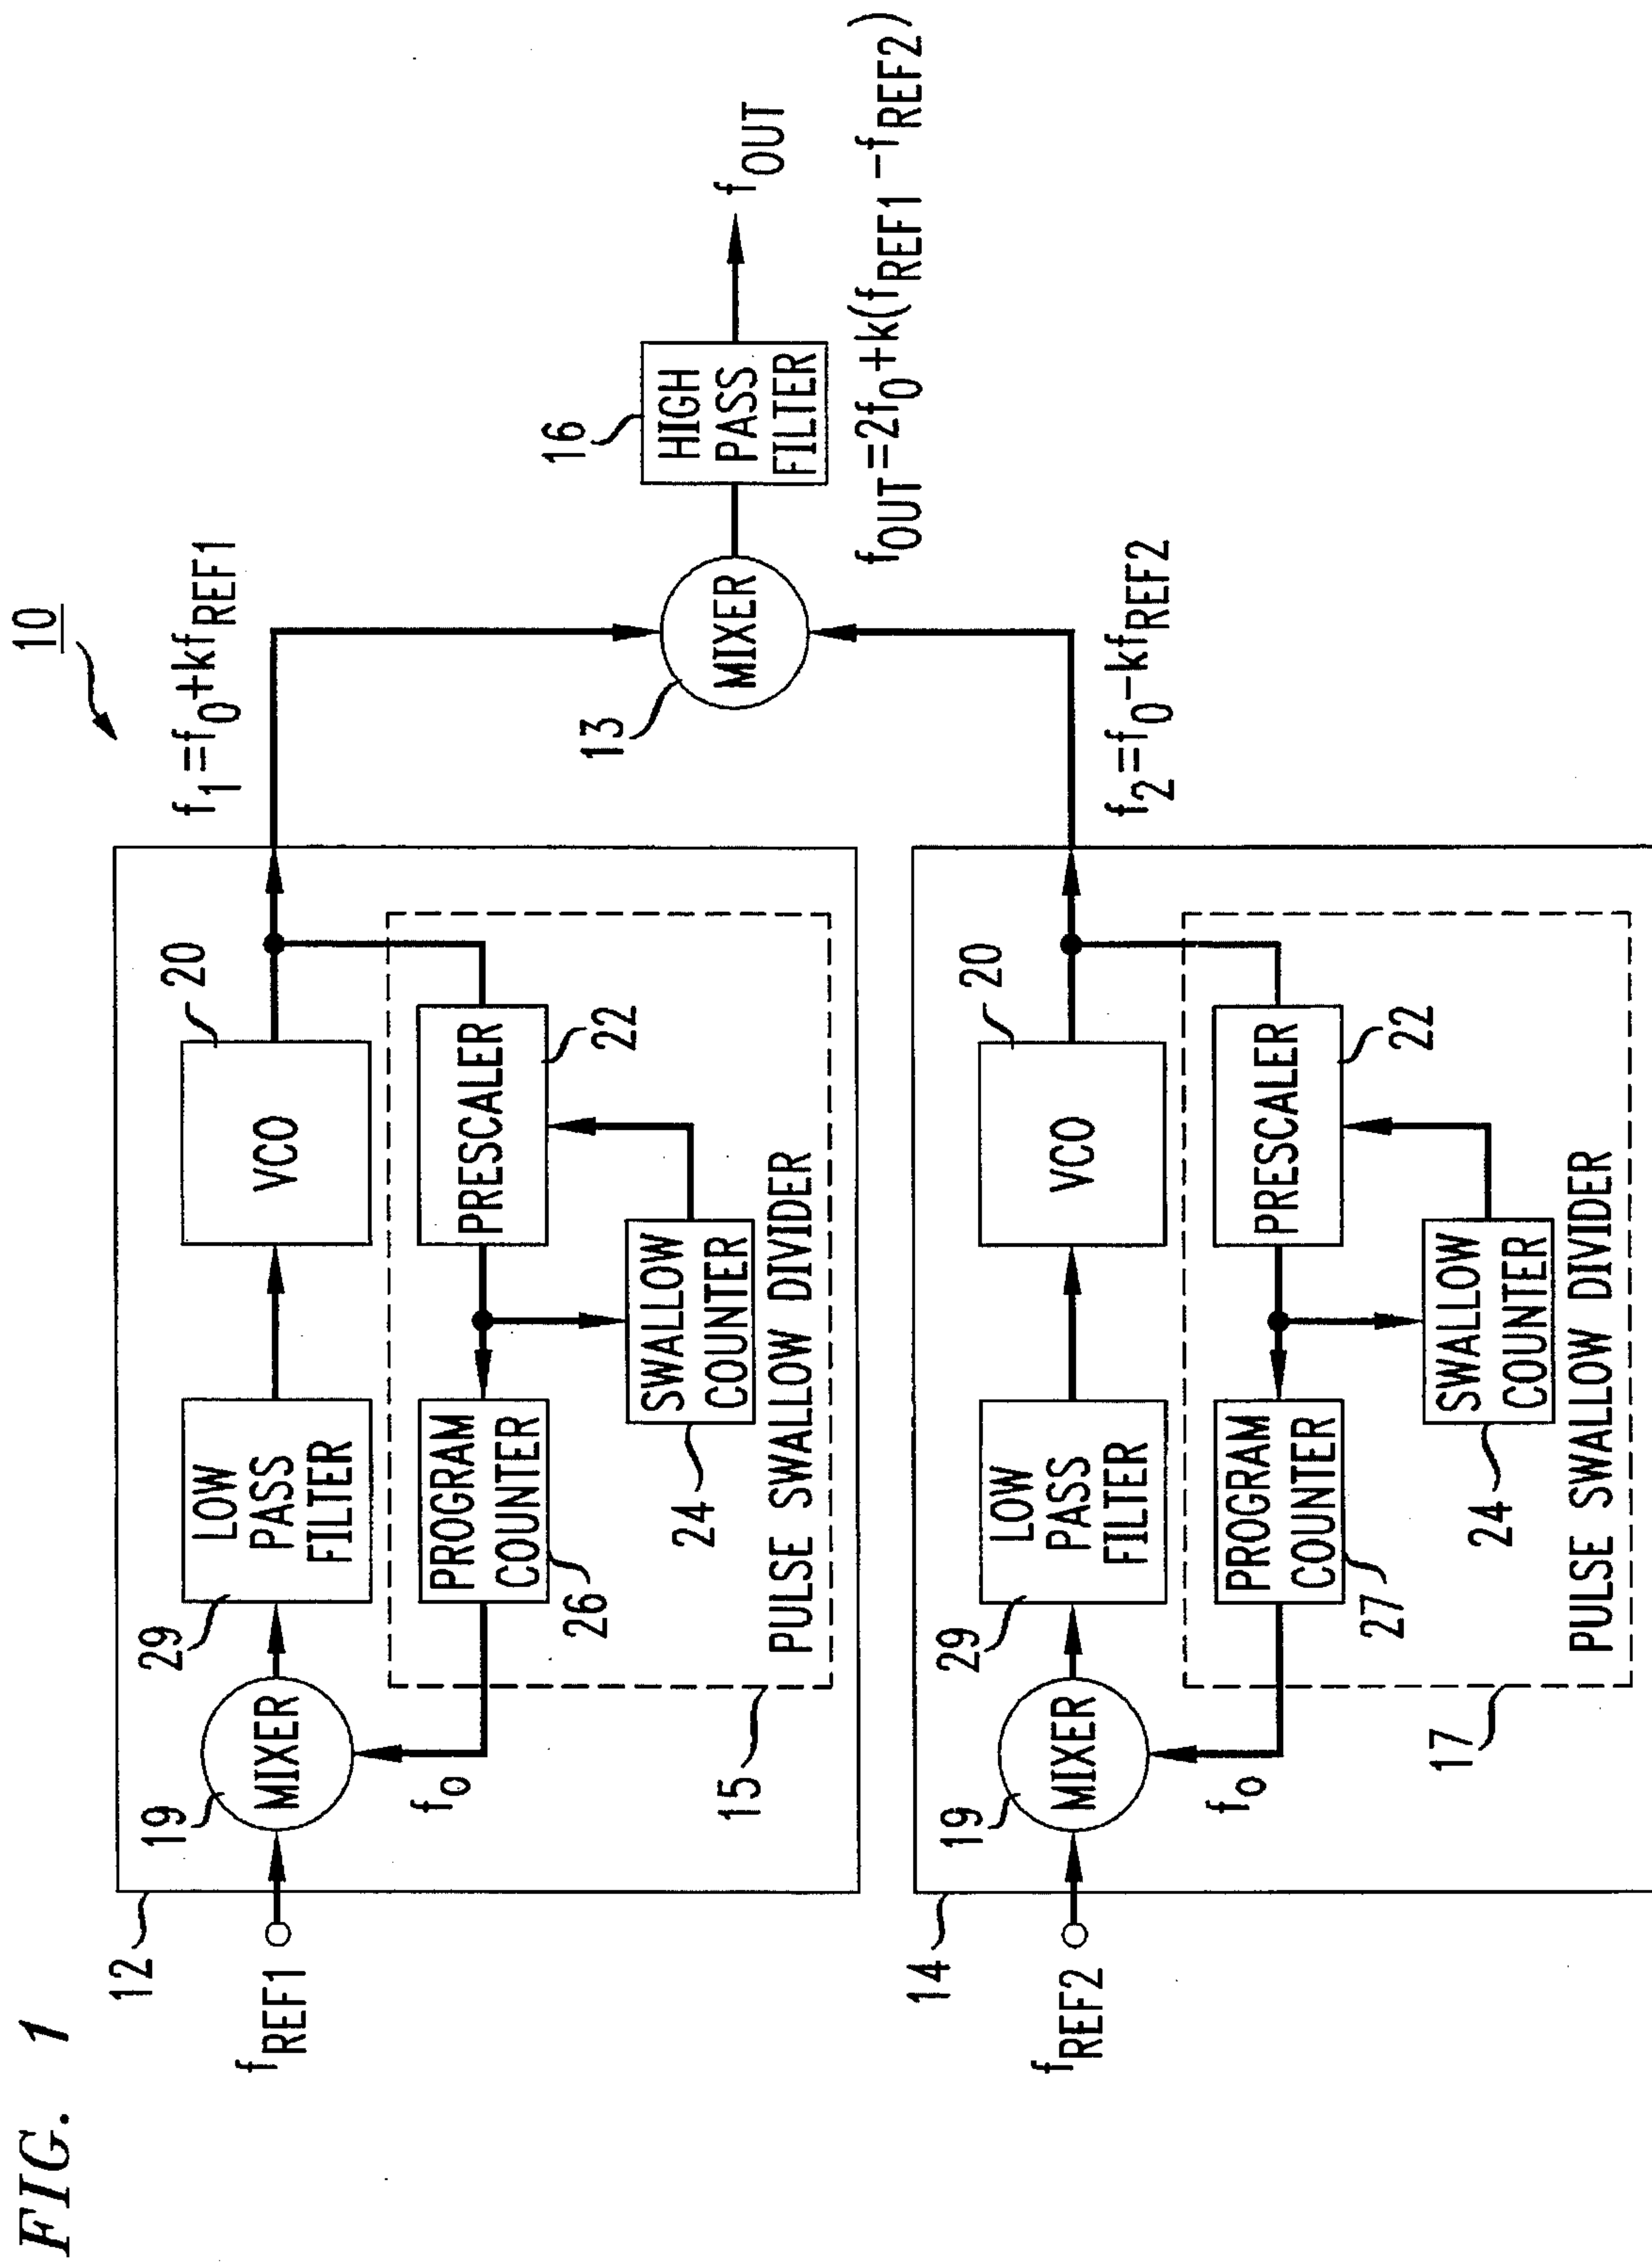 FIG. 1
10
12
fREF1
19
MIXER
29
LOW
PASS
FILTER
20
VCO
f1=f0+kfREF1
fo
PROGRAM
COUNTER
26
PRESCALER
22
SWALLOW
COUNTER
24
PULSE SWALLOW DIVIDER
15
13
MIXER
16
HIGH
PASS
FILTER
fOUT
fOUT=2f0+k(fREF1-fREF2)
14
fREF2
19
MIXER
29
LOW
PASS
FILTER
20
VCO
f2=f0-kfREF2
fo
PROGRAM
COUNTER
27
PRESCALER
22
SWALLOW
COUNTER
24
PULSE SWALLOW DIVIDER
17